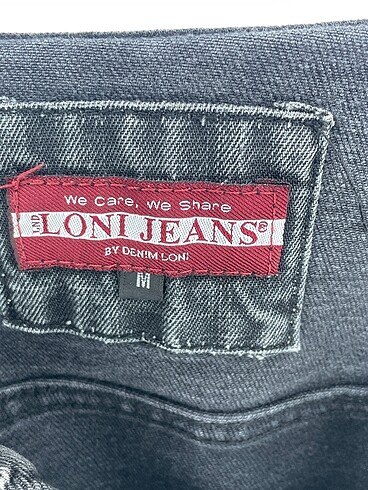 We Care, We Share
LONI JEANS®
BY DENIM LONI
M